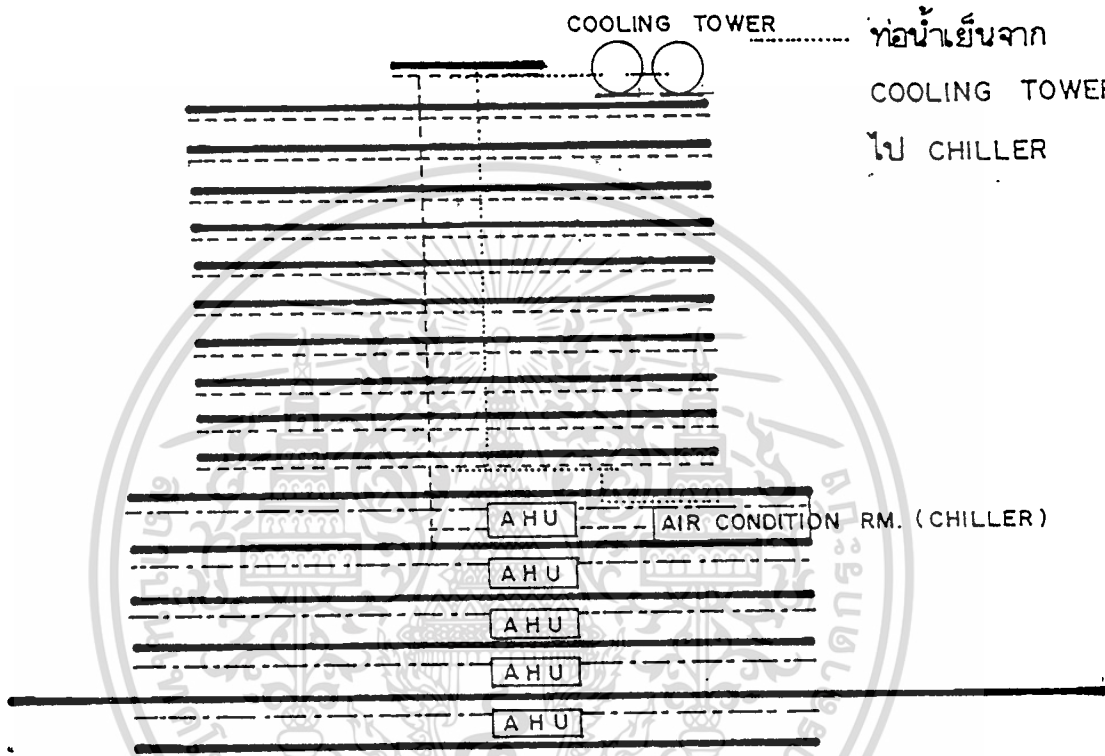 COOLING TOWER ............ ท่อน้ำเย็นจาก
COOLING TOWER
ไป CHILLER
AHU
AIR CONDITION RM. (CHILLER)
AHU
AHU
AHU
AHU